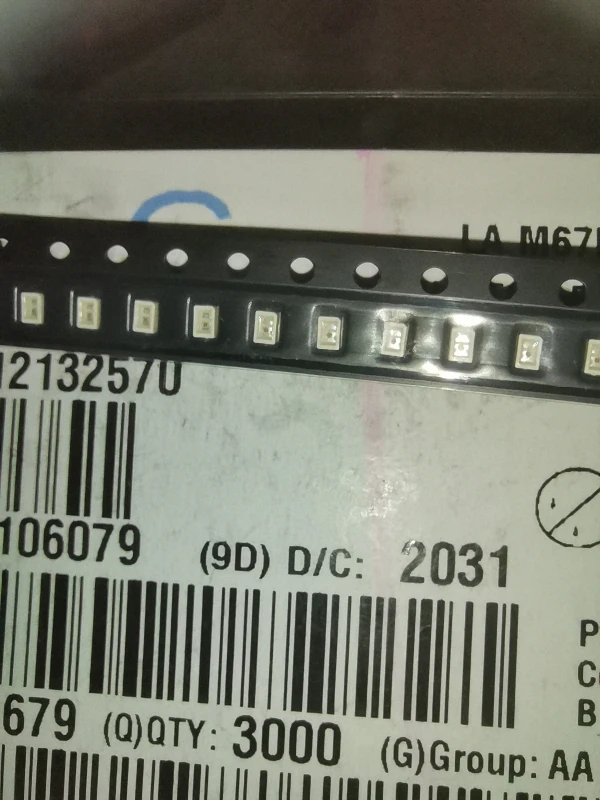 LA M67
12132570
106079 (9D) D/C: 2031
P
C
B
679 (Q)QTY: 3000 (G)Group: AA